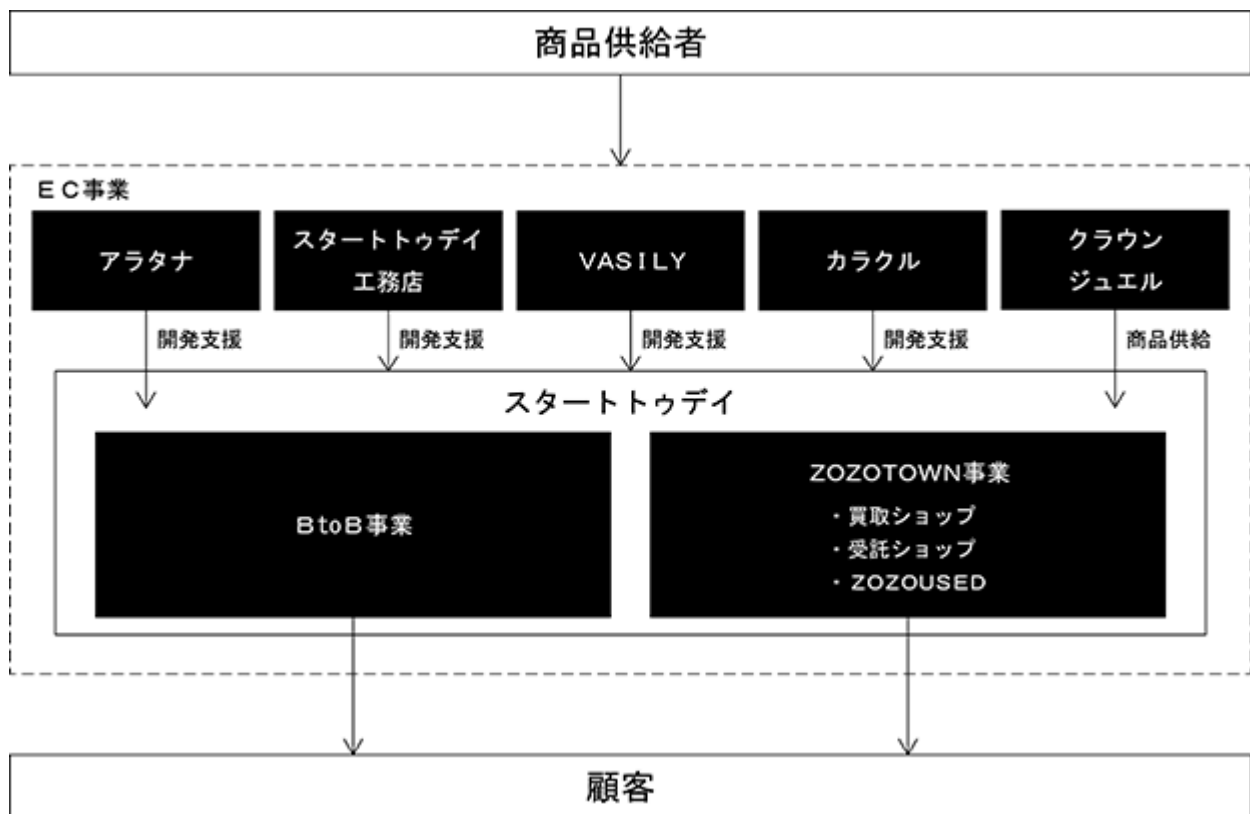 商品供給者
ＥＣ事業
アラタナ
スタートトゥデイ
工務店
ＶＡＳＩＬＹ
カラクル
クラウン
ジュエル
開発支援
開発支援
開発支援
開発支援
商品供給
スタートトゥデイ
ＢtoＢ事業
ZOZOTOWN事業
・買取ショップ
・受託ショップ
・ZOZOUSED
顧客